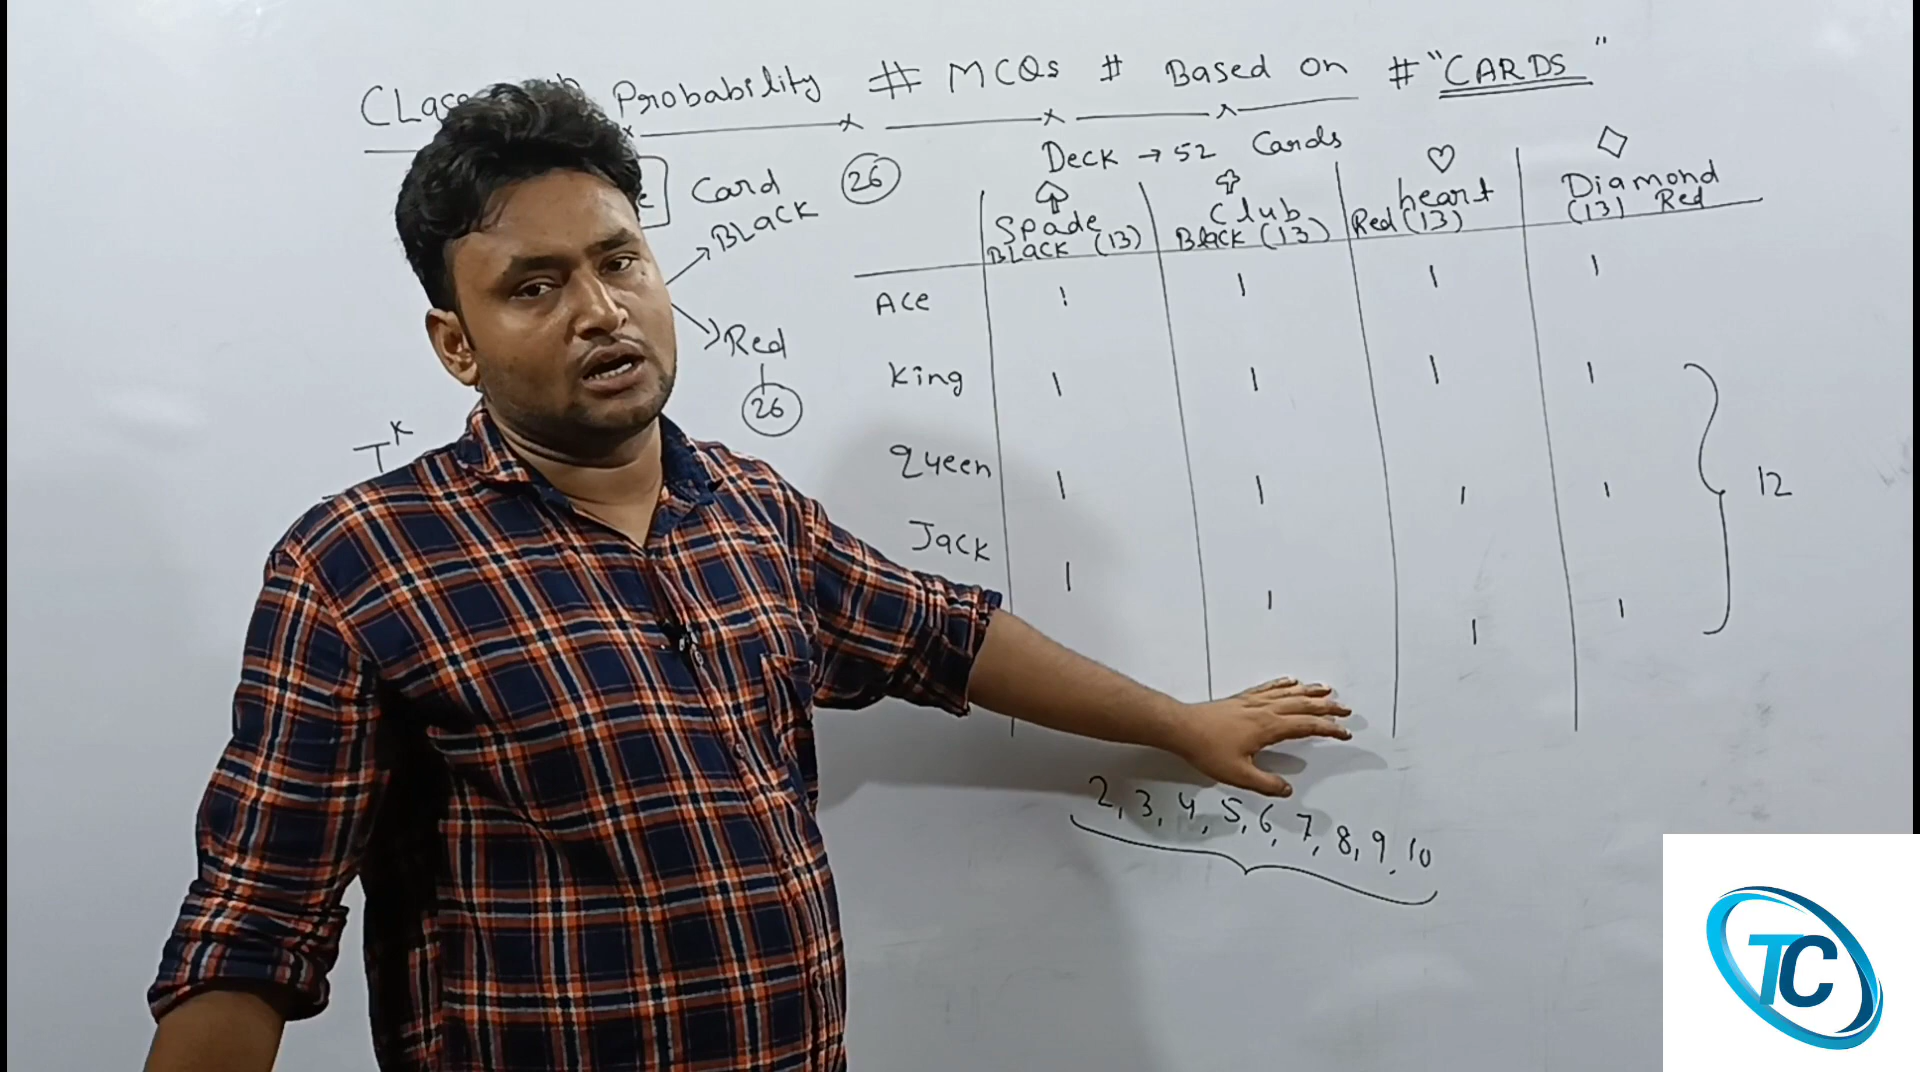 Probability # MCQs # Based on # "CARDS"
Deck → 52 Cards
Card 26
BLACK
Red
26
Spade
BLACK (13)
Club
Black (13)
heart
Red (13)
Diamond
(13) Red
Ace 1 1 1 1
King 1 1 1 1
Queen 1 1 1 1
Jack 1 1 1 1
12
K
T
2, 3, 4, 5, 6, 7, 8, 9, 10
TC